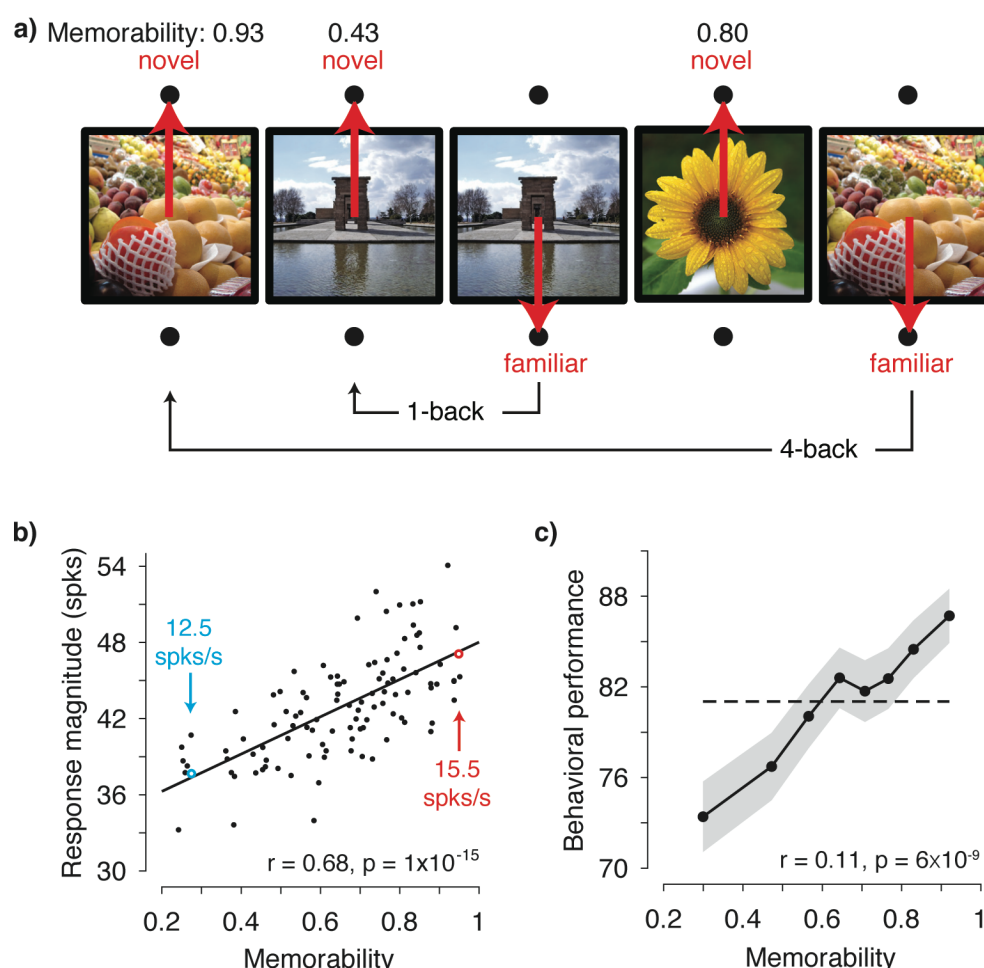 a) Memorability: 0.93 0.43 0.80
novel novel novel
familiar familiar
1-back
4-back
b)
Response magnitude (spks)
54
48
42
36
30
12.5
spks/s
15.5
spks/s
r = 0.68, p = 1x10⁻¹⁵
0.2 0.4 0.6 0.8 1
Memorability
c)
Behavioral performance
88
82
76
70
r = 0.11, p = 6x10⁻⁹
0.2 0.4 0.6 0.8 1
Memorability